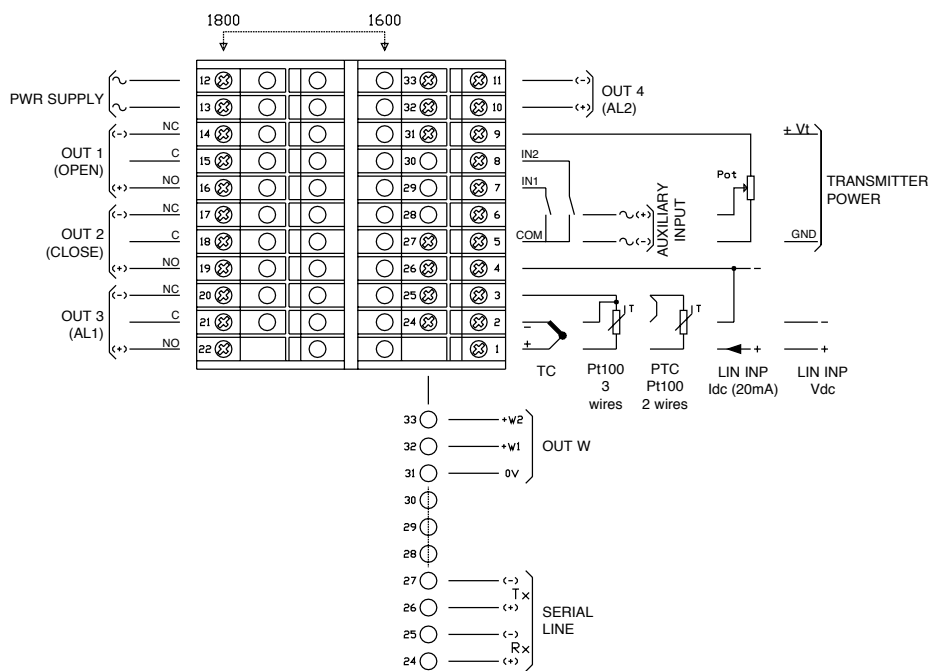 1800 1600
PWR SUPPLY
OUT 1
(OPEN)
(-) NC
C
(+) NO
OUT 2
(CLOSE)
(-) NC
C
(+) NO
OUT 3
(AL1)
(-) NC
C
(+) NO
12 33 11
13 32 10
14 31 9
15 30 8
16 29 7
17 28 6
18 27 5
19 26 4
20 25 3
21 24 2
22 1
(-)
(+)
OUT 4
(AL2)
IN2
IN1
COM
(+)
(-)
AUXILIARY
INPUT
Pot
+ Vt
GND
TRANSMITTER
POWER
-
+
TC
T
Pt100
3
wires
T
PTC
Pt100
2 wires
-
+
LIN INP
Idc (20mA)
-
+
LIN INP
Vdc
33 +W2
32 +W1
31 0V
OUT W
30
29
28
27 (-)
Tx
26 (+)
25 (-)
Rx
24 (+)
SERIAL
LINE